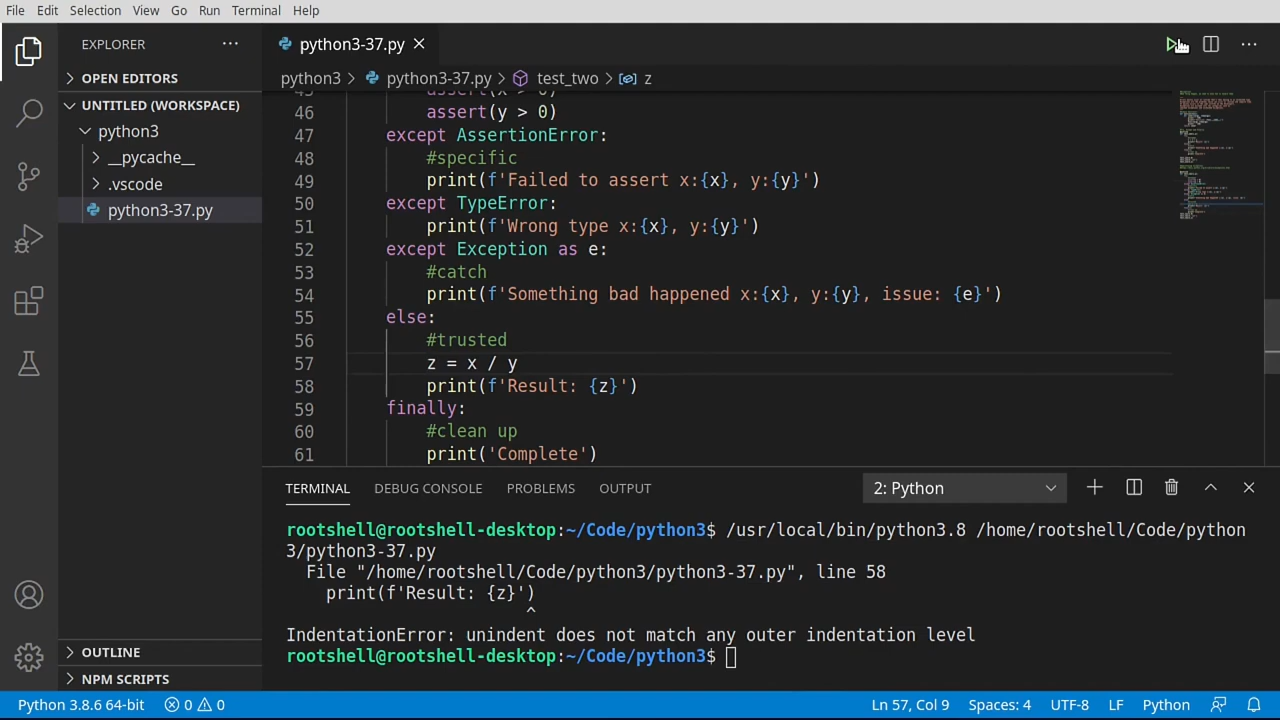 File Edit Selection View Go Run Terminal Help
EXPLORER
OPEN EDITORS
UNTITLED (WORKSPACE)
python3
__pycache__
.vscode
python3-37.py
OUTLINE
NPM SCRIPTS
python3-37.py
python3 > python3-37.py > test_two > z
45 assert(x > 0)
46 assert(y > 0)
47 except AssertionError:
48 #specific
49 print(f'Failed to assert x:{x}, y:{y}')
50 except TypeError:
51 print(f'Wrong type x:{x}, y:{y}')
52 except Exception as e:
53 #catch
54 print(f'Something bad happened x:{x}, y:{y}, issue: {e}')
55 else:
56 #trusted
57 z = x / y
58 print(f'Result: {z}')
59 finally:
60 #clean up
61 print('Complete')
TERMINAL DEBUG CONSOLE PROBLEMS OUTPUT 2: Python
rootshell@rootshell-desktop:~/Code/python3$ /usr/local/bin/python3.8 /home/rootshell/Code/python
3/python3-37.py
File "/home/rootshell/Code/python3/python3-37.py", line 58
print(f'Result: {z}')
^
IndentationError: unindent does not match any outer indentation level
rootshell@rootshell-desktop:~/Code/python3$
Python 3.8.6 64-bit 0 0 Ln 57, Col 9 Spaces: 4 UTF-8 LF Python